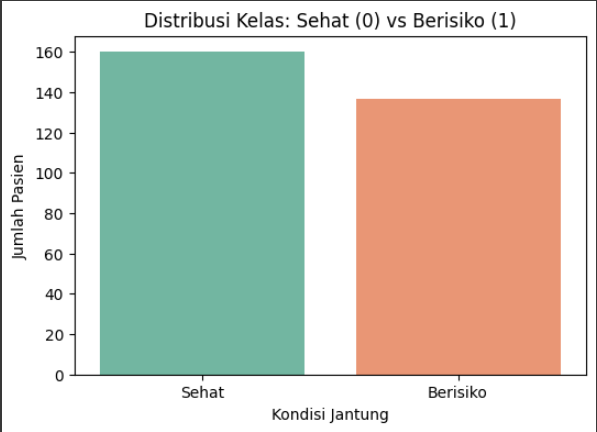 Distribusi Kelas: Sehat (0) vs Berisiko (1)
160
140
120
100
80
60
40
20
0
Jumlah Pasien
Sehat Berisiko
Kondisi Jantung